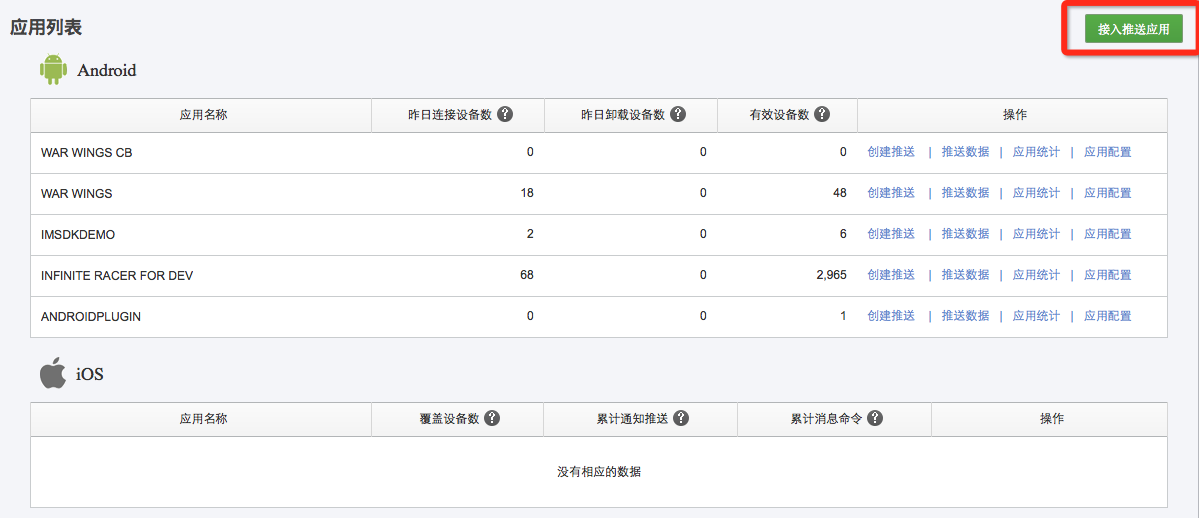 应用列表
接入推送应用
Android
应用名称 昨日连接设备数 ? 昨日卸载设备数 ? 有效设备数 ? 操作
WAR WINGS CB 0 0 0 创建推送 | 推送数据 | 应用统计 | 应用配置
WAR WINGS 18 0 48 创建推送 | 推送数据 | 应用统计 | 应用配置
IMSDKDEMO 2 0 6 创建推送 | 推送数据 | 应用统计 | 应用配置
INFINITE RACER FOR DEV 68 0 2,965 创建推送 | 推送数据 | 应用统计 | 应用配置
ANDROIDPLUGIN 0 0 1 创建推送 | 推送数据 | 应用统计 | 应用配置
iOS
应用名称 覆盖设备数 ? 累计通知推送 ? 累计消息命令 ? 操作
没有相应的数据